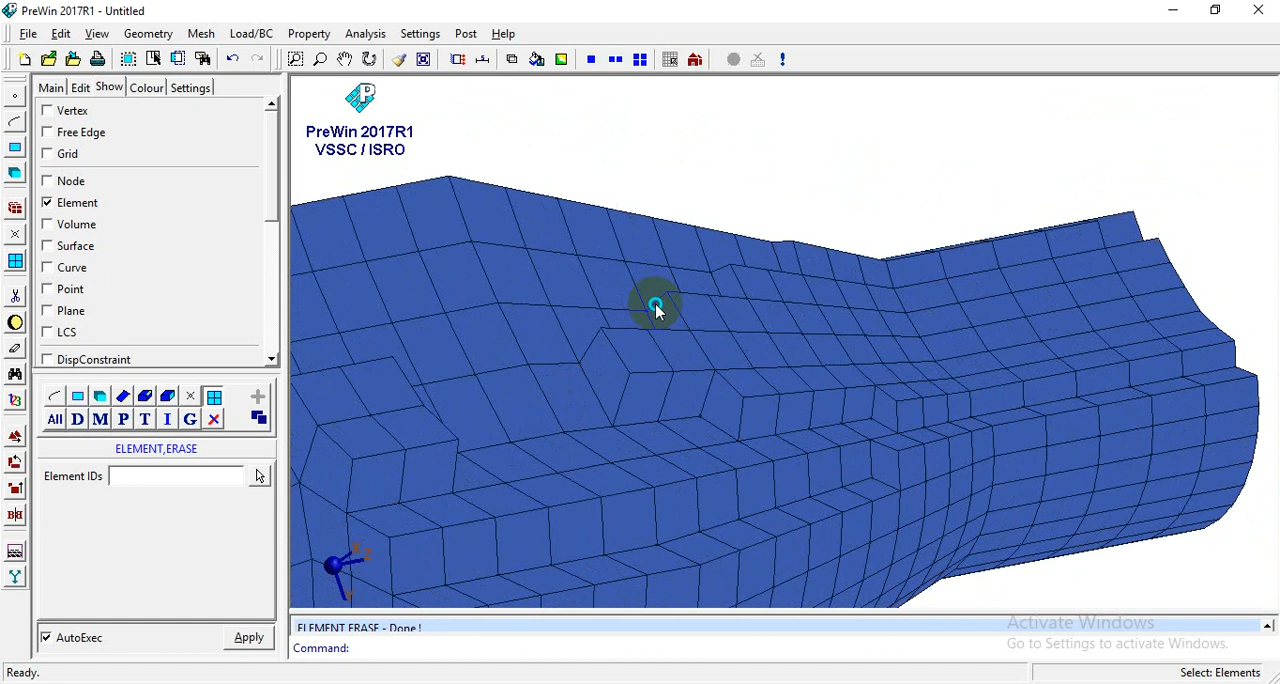 PreWin 2017R1 - Untitled
File Edit View Geometry Mesh Load/BC Property Analysis Settings Post Help
Main Edit Show Colour Settings
Vertex
Free Edge
Grid
Node
Element
Volume
Surface
Curve
Point
Plane
LCS
DispConstraint
All D M P T I G
ELEMENT,ERASE
Element IDs
AutoExec Apply
PreWin 2017R1
VSSC / ISRO
ELEMENT ERASE - Done !
Command:
Activate Windows
Go to Settings to activate Windows.
Ready. Select: Elements